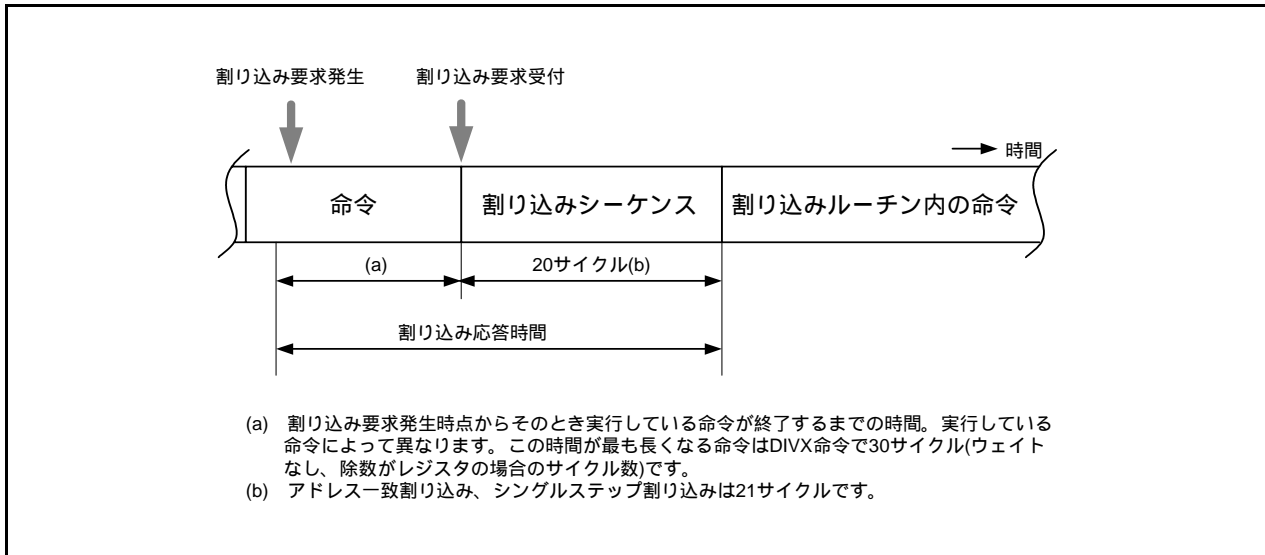 割り込み要求発生
割り込み要求受付
時間
命令
割り込みシーケンス
割り込みルーチン内の命令
(a)
20サイクル(b)
割り込み応答時間
(a) 割り込み要求発生時点からそのとき実行している命令が終了するまでの時間。実行している
命令によって異なります。この時間が最も長くなる命令はDIVX命令で30サイクル(ウェイト
なし、除数がレジスタの場合のサイクル数)です。
(b) アドレス一致割り込み、シングルステップ割り込みは21サイクルです。